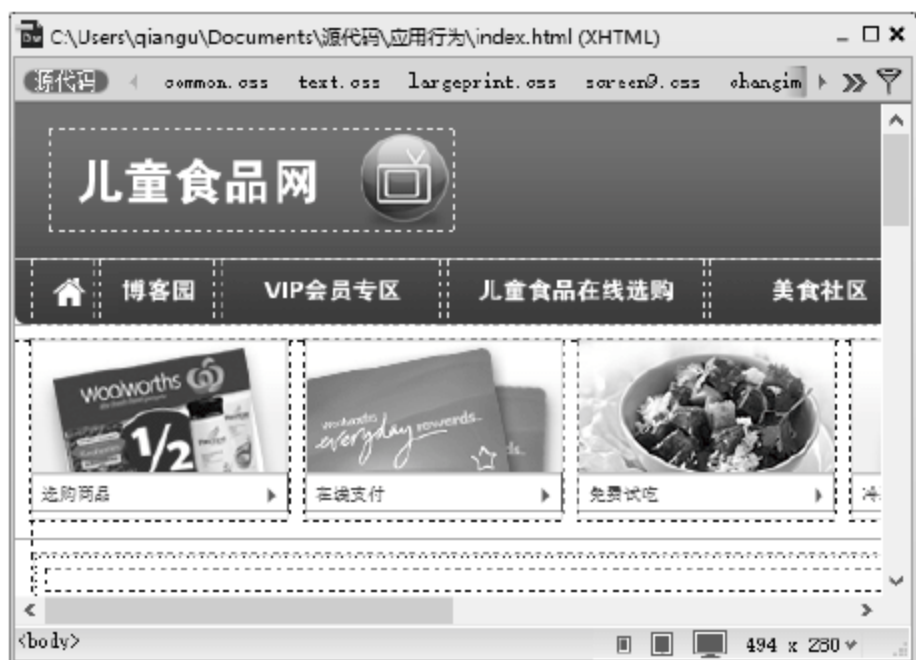 C:\Users\qiangu\Documents\源代码\应用行为\index.html (XHTML)
源代码 common.css text.css largeprint.css screen9.css changim
儿童食品网
博客园 VIP会员专区 儿童食品在线选购 美食社区
Woolworths
1/2
woolworths
everyday rewards
选购商品 在线支付 免费试吃 冷
<body> 494 x 280